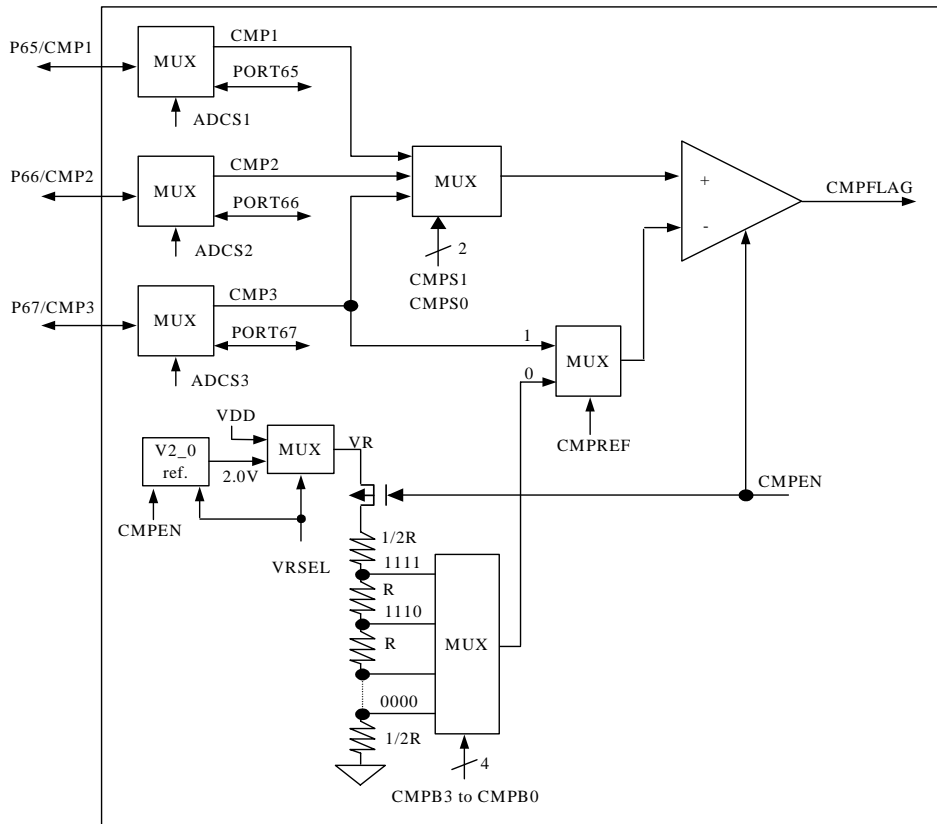 P65/CMP1
MUX
CMP1
PORT65
ADCS1
P66/CMP2
MUX
CMP2
PORT66
ADCS2
P67/CMP3
MUX
CMP3
PORT67
ADCS3
MUX
2
CMPS1
CMPS0
+
-
CMPFLAG
1
0
MUX
CMPREF
VDD
V2_0
ref.
2.0V
MUX
VR
CMPEN
VRSEL
CMPEN
1/2R
1111
R
1110
R
0000
1/2R
MUX
4
CMPB3 to CMPB0